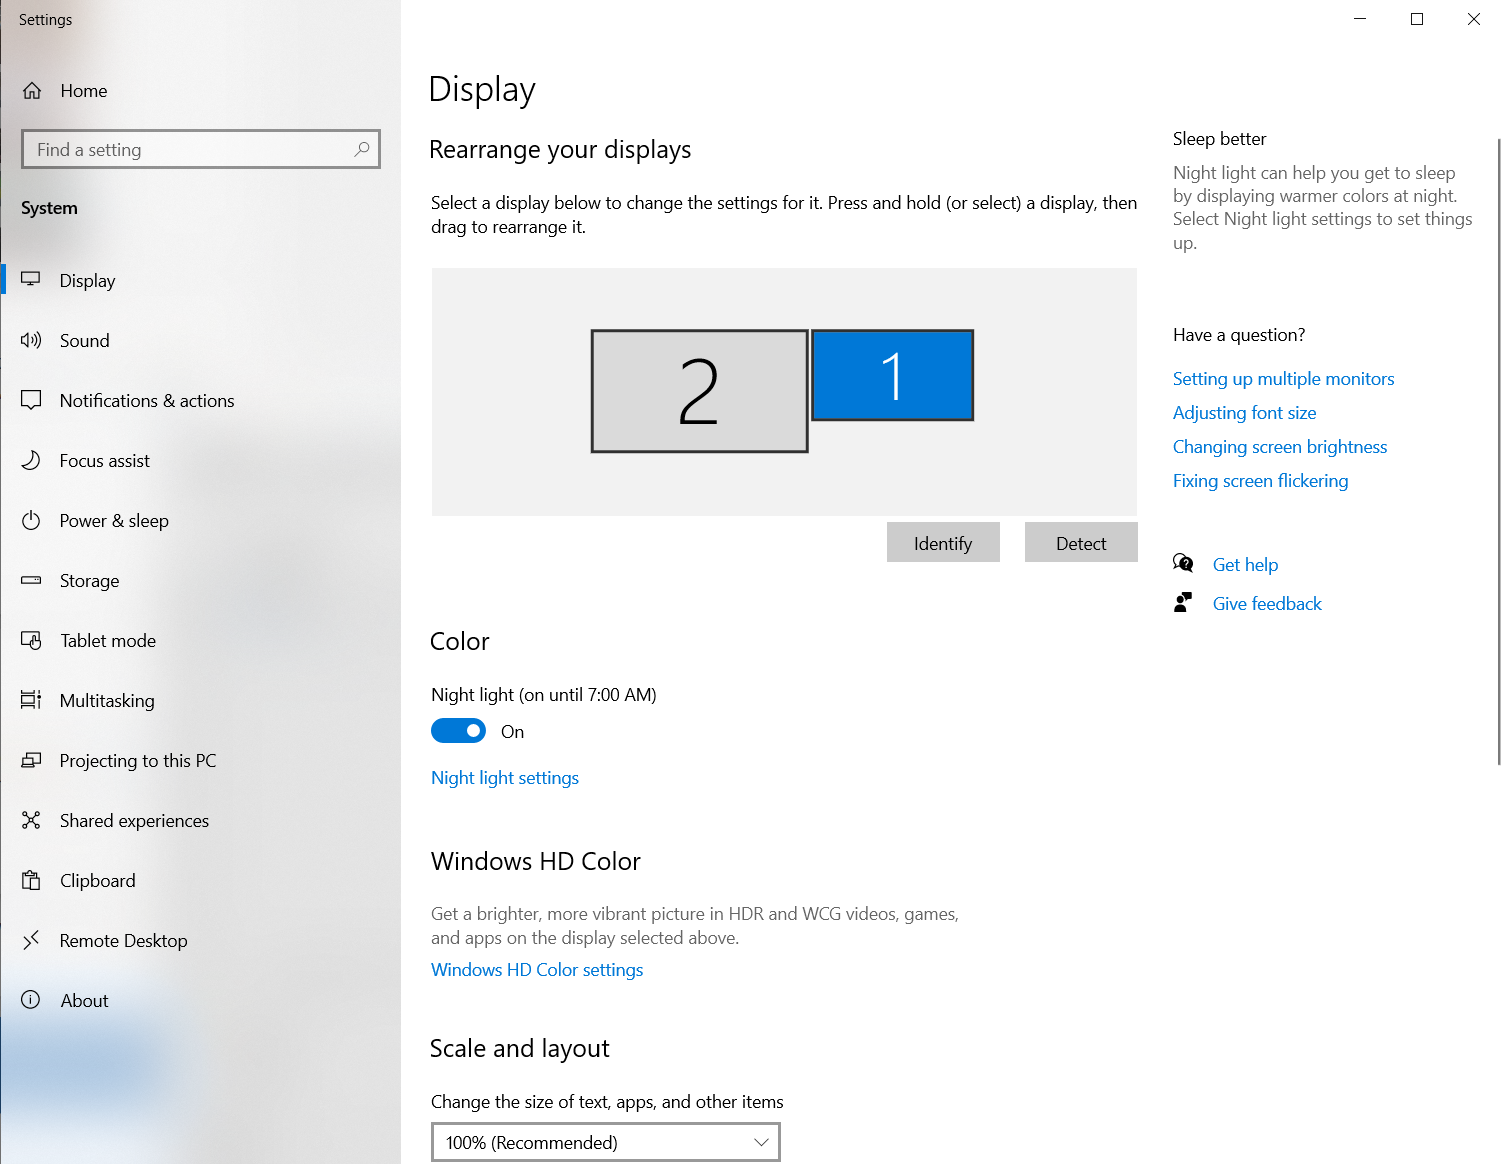 Settings
Home
Find a setting
System
Display
Sound
Notifications & actions
Focus assist
Power & sleep
Storage
Tablet mode
Multitasking
Projecting to this PC
Shared experiences
Clipboard
Remote Desktop
About
Display
Rearrange your displays
Select a display below to change the settings for it. Press and hold (or select) a display, then
drag to rearrange it.
2
1
Identify
Detect
Color
Night light (on until 7:00 AM)
On
Night light settings
Windows HD Color
Get a brighter, more vibrant picture in HDR and WCG videos, games,
and apps on the display selected above.
Windows HD Color settings
Scale and layout
Change the size of text, apps, and other items
100% (Recommended)
Sleep better
Night light can help you get to sleep
by displaying warmer colors at night.
Select Night light settings to set things
up.
Have a question?
Setting up multiple monitors
Adjusting font size
Changing screen brightness
Fixing screen flickering
Get help
Give feedback